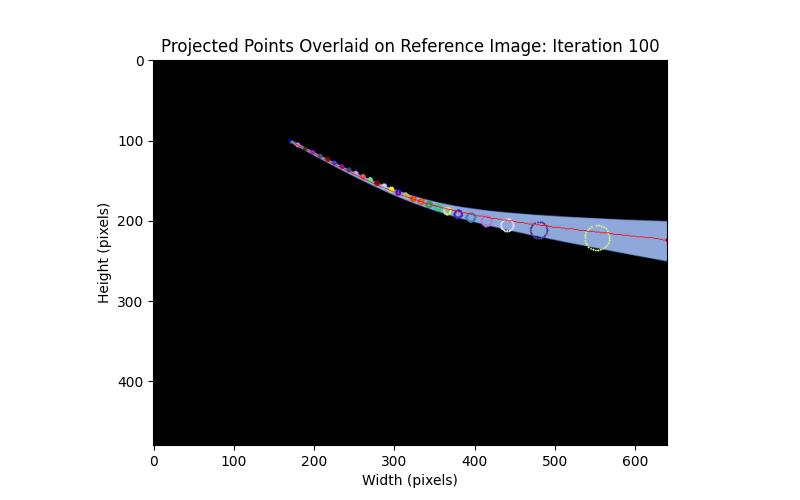 Projected Points Overlaid on Reference Image: Iteration 100
0
100
200
300
400
Height (pixels)
0 100 200 300 400 500 600
Width (pixels)